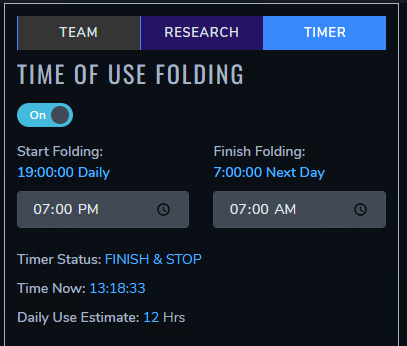 TEAM RESEARCH TIMER
TIME OF USE FOLDING
On
Start Folding: Finish Folding:
19:00:00 Daily 7:00:00 Next Day
07:00 PM 07:00 AM
Timer Status: FINISH & STOP
Time Now: 13:18:33
Daily Use Estimate: 12 Hrs